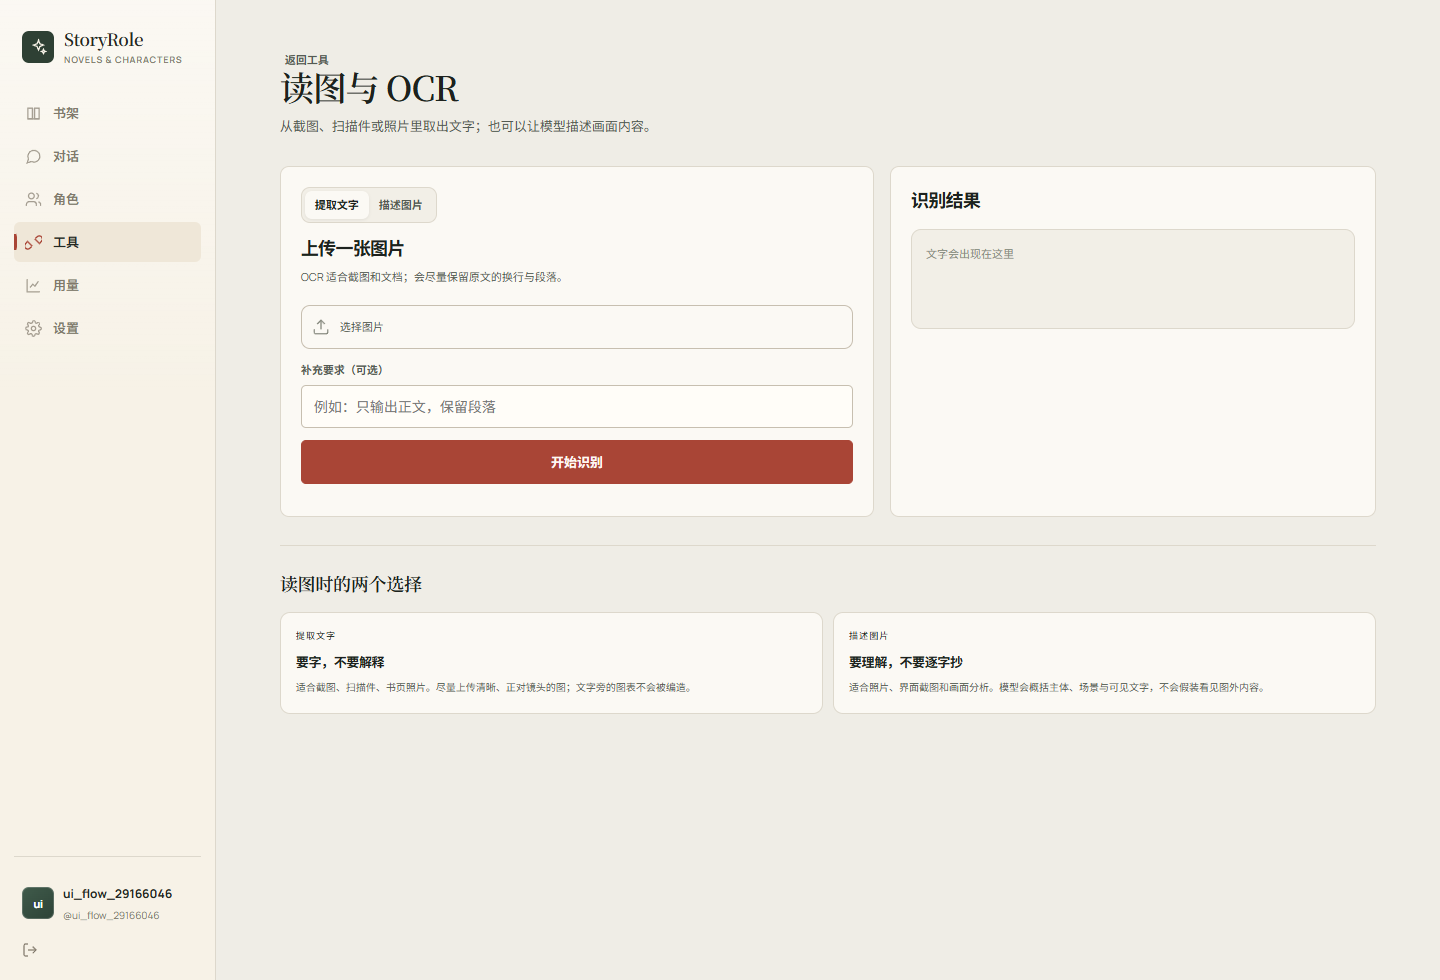 StoryRole
NOVELS & CHARACTERS
书架
对话
角色
工具
用量
设置
ui
ui_flow_29166046
@ui_flow_29166046
返回工具
读图与 OCR
从截图、扫描件或照片里取出文字；也可以让模型描述画面内容。
提取文字
描述图片
上传一张图片
OCR 适合截图和文档；会尽量保留原文的换行与段落。
选择图片
补充要求（可选）
例如：只输出正文，保留段落
开始识别
识别结果
文字会出现在这里
读图时的两个选择
提取文字
要字，不要解释
适合截图、扫描件、书页照片。尽量上传清晰、正对镜头的图；文字旁的图表不会被编造。
描述图片
要理解，不要逐字抄
适合照片、界面截图和画面分析。模型会概括主体、场景与可见文字，不会假装看见图外内容。